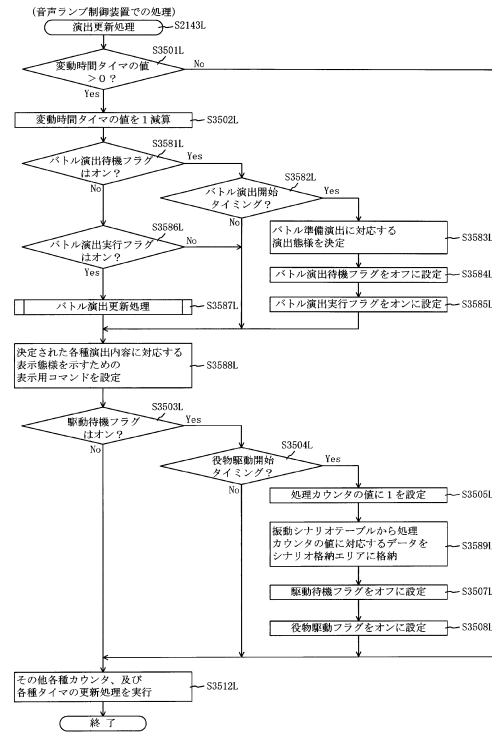 (音声ランプ制御装置での処理)
演出更新処理
S2143L
S3501L
変動時間タイマの値
>0?
No
Yes
変動時間タイマの値を1減算
S3502L
S3581L
バトル演出待機フラグ
はオン?
Yes
No
S3582L
バトル演出開始
タイミング?
Yes
No
バトル準備演出に対応する
演出態様を決定
S3583L
S3586L
バトル演出実行フラグ
はオン?
No
Yes
バトル演出待機フラグをオフに設定
S3584L
バトル演出更新処理
S3587L
バトル演出実行フラグをオンに設定
S3585L
決定された各種演出内容に対応する
表示態様を示すための
表示用コマンドを設定
S3588L
S3503L
駆動待機フラグ
はオン?
Yes
No
S3504L
役物駆動開始
タイミング?
Yes
No
処理カウンタの値に1を設定
S3505L
振動シナリオテーブルから処理
カウンタの値に対応するデータを
シナリオ格納エリアに格納
S3589L
駆動待機フラグをオフに設定
S3507L
役物駆動フラグをオンに設定
S3508L
その他各種カウンタ、及び
各種タイマの更新処理を実行
S3512L
終了